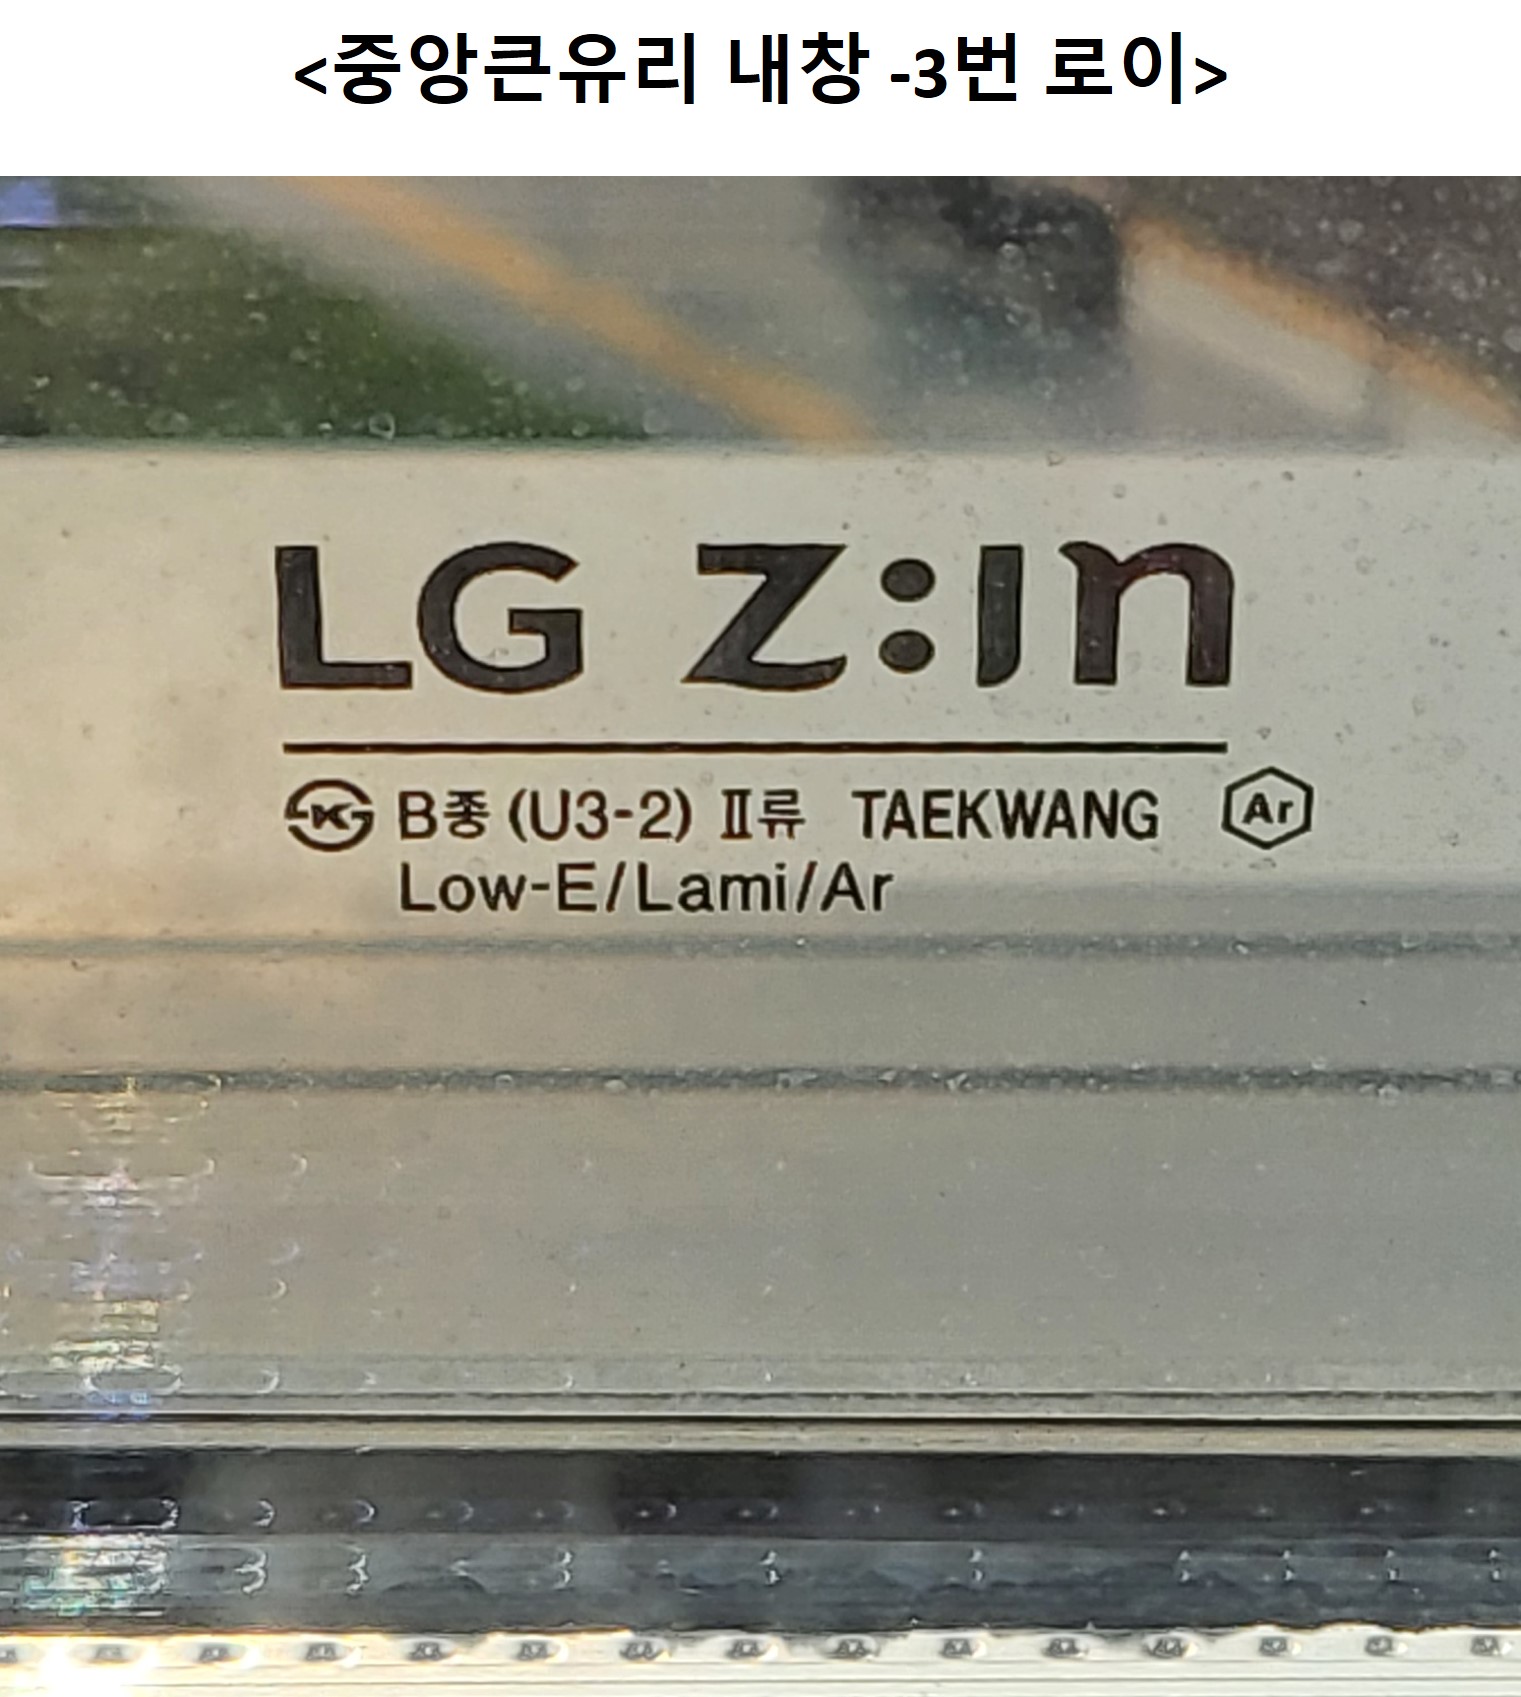 <중앙큰유리 내창 -3번 로이>
LG Z:IN
B종 (U3-2) Ⅱ류 TAEKWANG Ar
Low-E/Lami/Ar